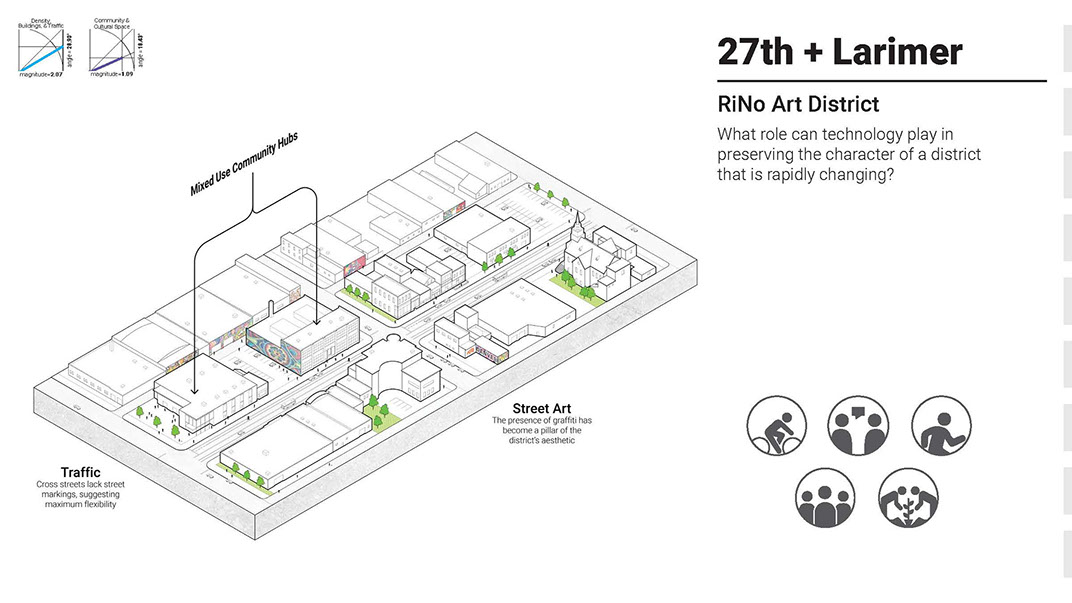 Density,
Buildings, & Traffic
angle = 28.93°
magnitude=2.07
Community &
Cultural Space
angle = 18.43°
magnitude=1.09
Mixed Use Community Hubs
27th + Larimer
RiNo Art District
What role can technology play in
preserving the character of a district
that is rapidly changing?
Street Art
The presence of graffiti has
become a pillar of the
district's aesthetic
Traffic
Cross streets lack street
markings, suggesting
maximum flexibility